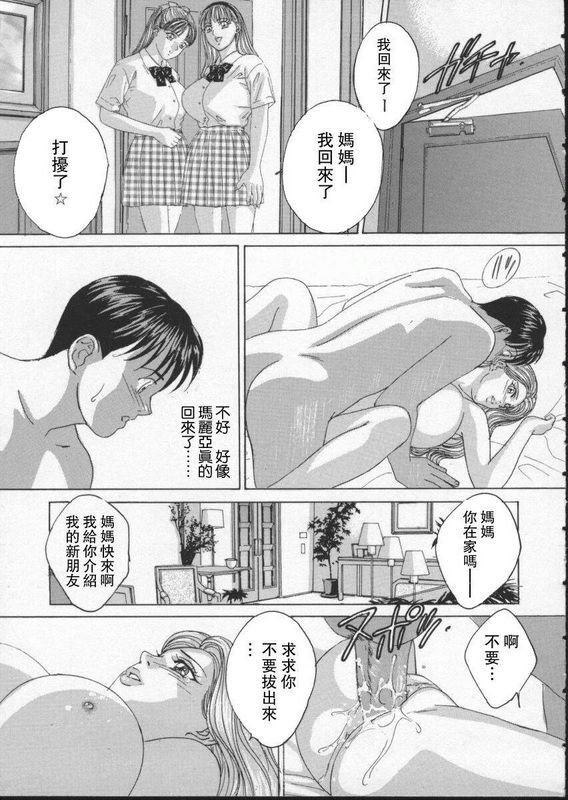 ガチャ
我回來了ー
媽媽ー
我回來了
打擾了☆
不好 好像
瑪麗亞真的
回來了……
媽媽
你在家嗎ー
媽媽快來啊
我給你介紹
我的新朋友
啊
不要…
ヌポッ
求求你
不要拔出來
…